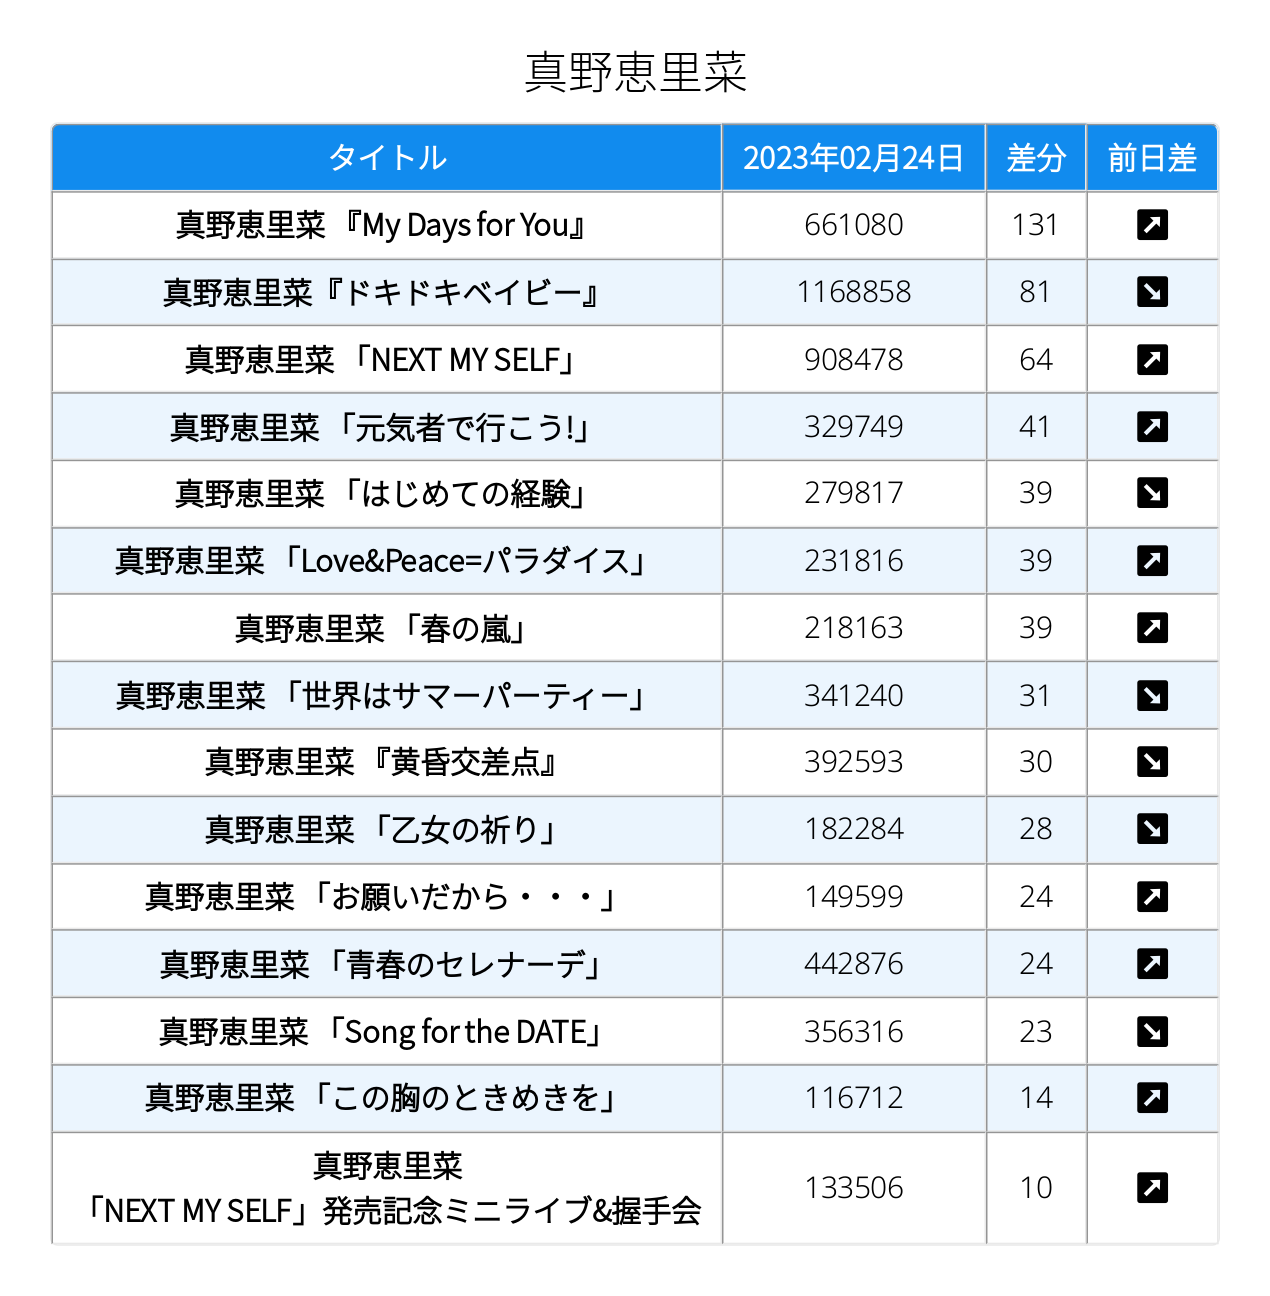 真野恵里菜
タイトル 2023年02月24日 差分 前日差
真野恵里菜 『My Days for You』 661080 131
真野恵里菜『ドキドキベイビー』 1168858 81
真野恵里菜 「NEXT MY SELF」 908478 64
真野恵里菜 「元気者で行こう!」 329749 41
真野恵里菜 「はじめての経験」 279817 39
真野恵里菜 「Love&Peace=パラダイス」 231816 39
真野恵里菜 「春の嵐」 218163 39
真野恵里菜 「世界はサマーパーティー」 341240 31
真野恵里菜 『黄昏交差点』 392593 30
真野恵里菜 「乙女の祈り」 182284 28
真野恵里菜 「お願いだから・・・」 149599 24
真野恵里菜 「青春のセレナーデ」 442876 24
真野恵里菜 「Song for the DATE」 356316 23
真野恵里菜 「この胸のときめきを」 116712 14
真野恵里菜
「NEXT MY SELF」発売記念ミニライブ&握手会 133506 10